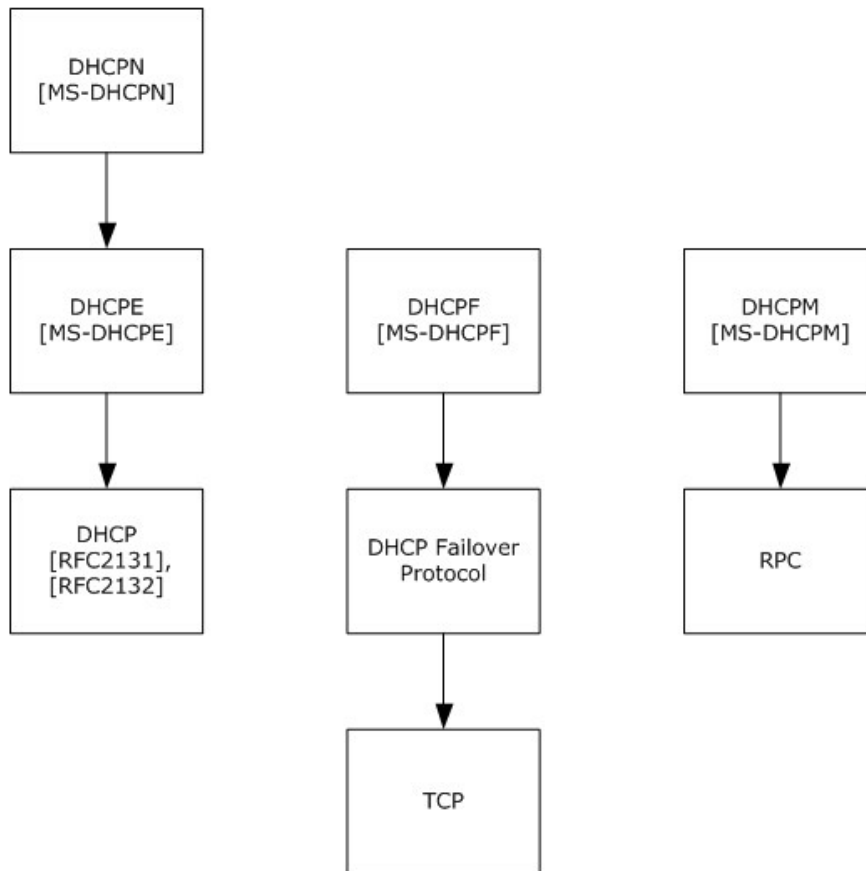 DHCPN
[MS-DHCPN]
DHCPE
[MS-DHCPE]
DHCPF
[MS-DHCPF]
DHCPM
[MS-DHCPM]
DHCP
[RFC2131],
[RFC2132]
DHCP Failover
Protocol
RPC
TCP